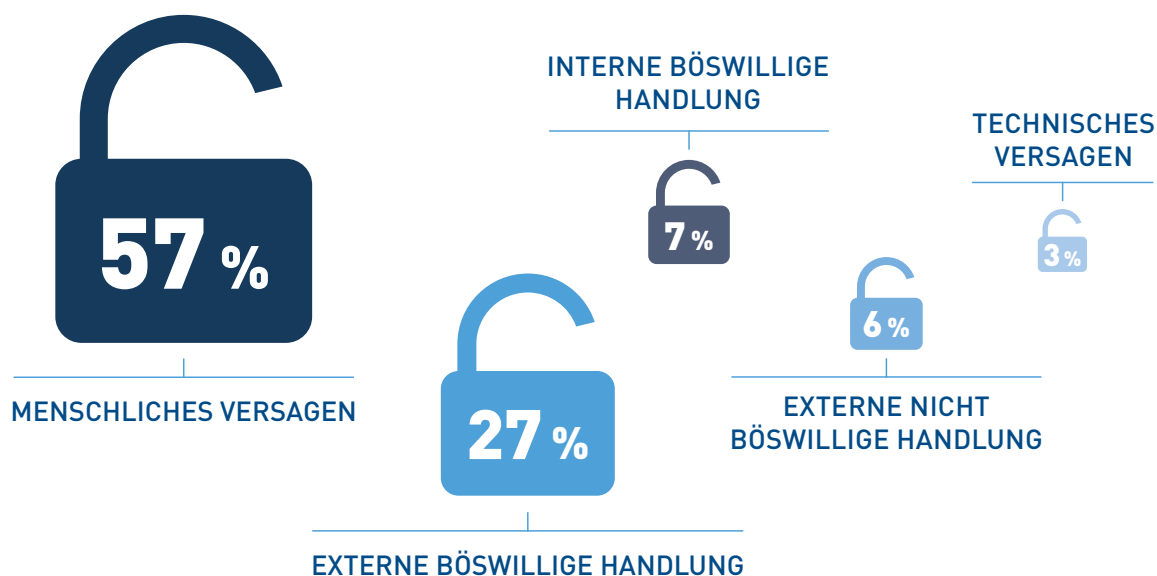 57 %
MENSCHLICHES VERSAGEN
27 %
EXTERNE BÖSWILLIGE HANDLUNG
INTERNE BÖSWILLIGE
HANDLUNG
7 %
6 %
EXTERNE NICHT
BÖSWILLIGE HANDLUNG
TECHNISCHES
VERSAGEN
3 %